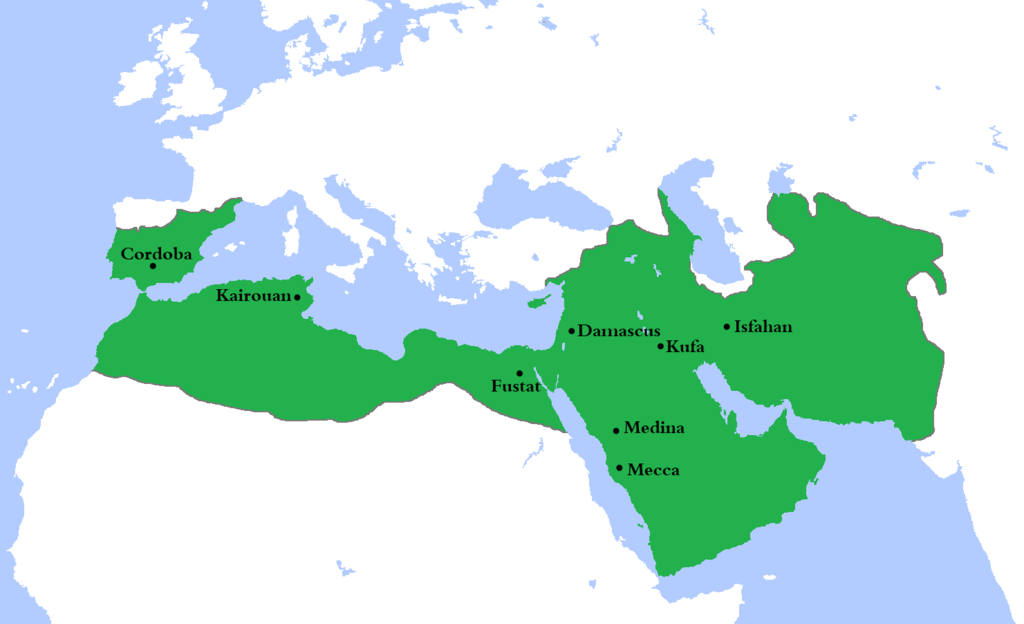 Cordoba
Kairouan
Damascus
Isfahan
Kufa
Fustat
Medina
Mecca